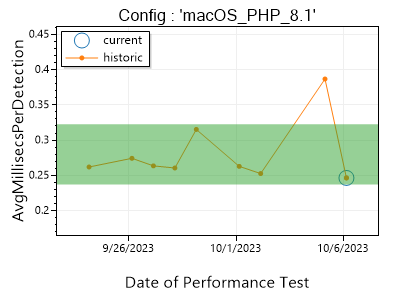 Config : 'macOS_PHP_8.1'
current
historic
AvgMillisecsPerDetection
0.45
0.4
0.35
0.3
0.25
0.2
9/26/2023
10/1/2023
10/6/2023
Date of Performance Test